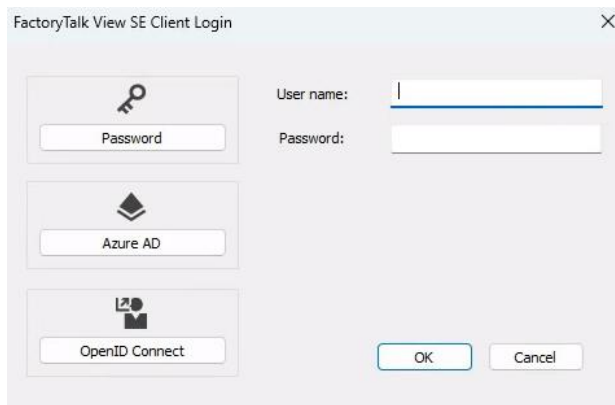 FactoryTalk View SE Client Login
Password
Azure AD
OpenID Connect
User name:
Password:
OK
Cancel